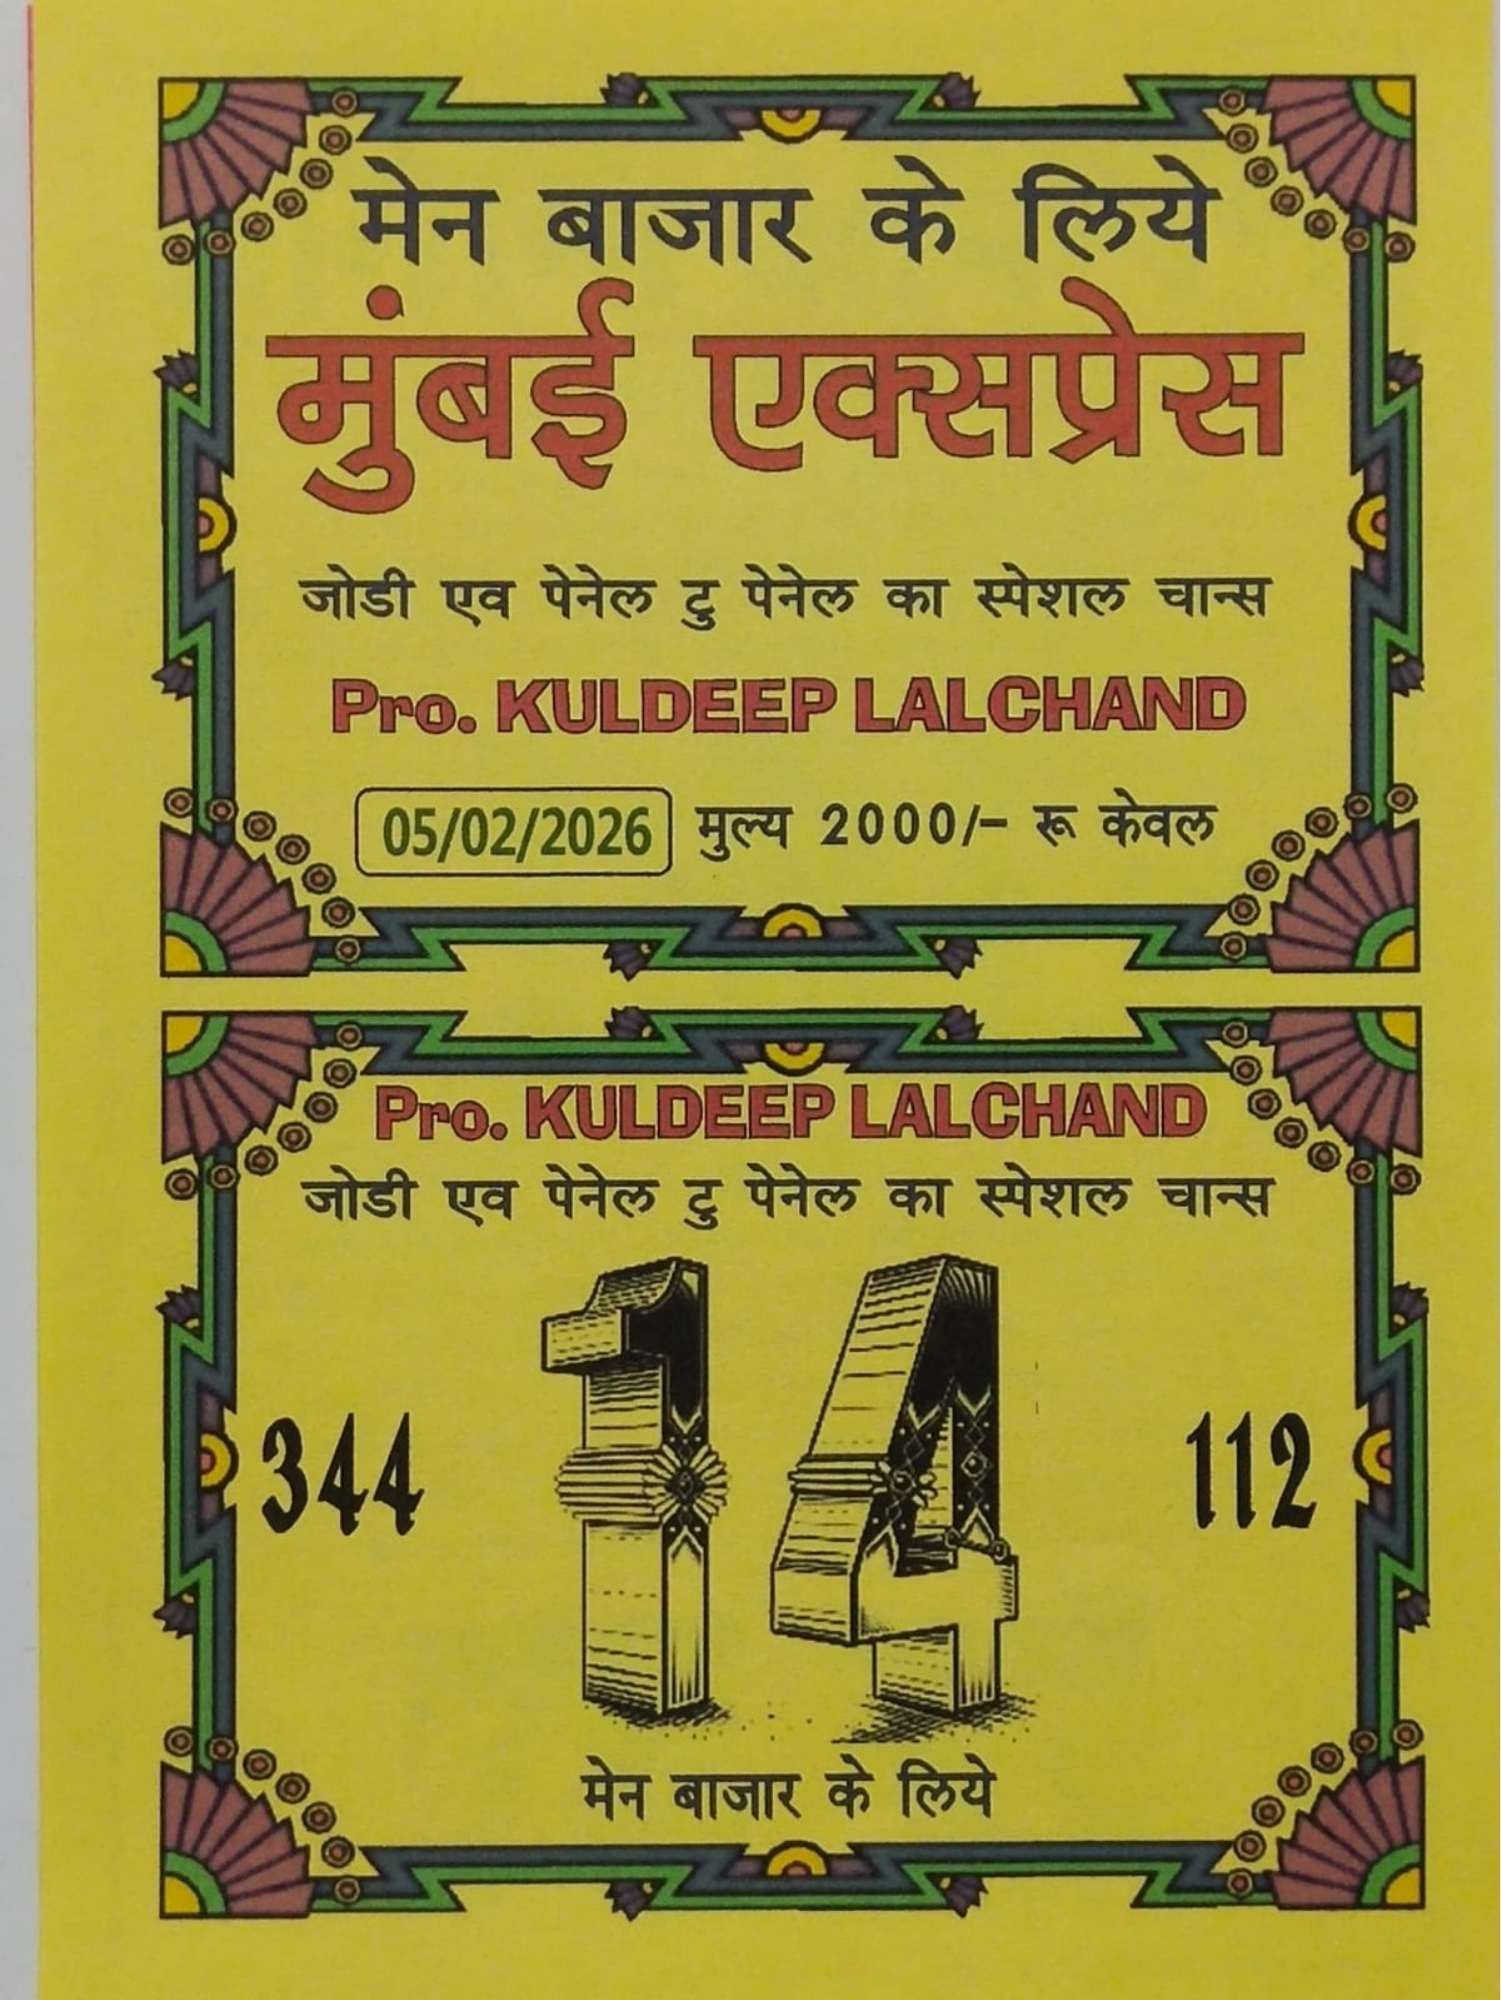 मेन बाजार के लिये
मुंबई एक्सप्रेस
जोडी एव पेनेल टु पेनेल का स्पेशल चान्स
Pro. KULDEEP LALCHAND
05/02/2026 मुल्य 2000/- रू केवल
Pro. KULDEEP LALCHAND
जोडी एव पेनेल टु पेनेल का स्पेशल चान्स
344 14 112
मेन बाजार के लिये